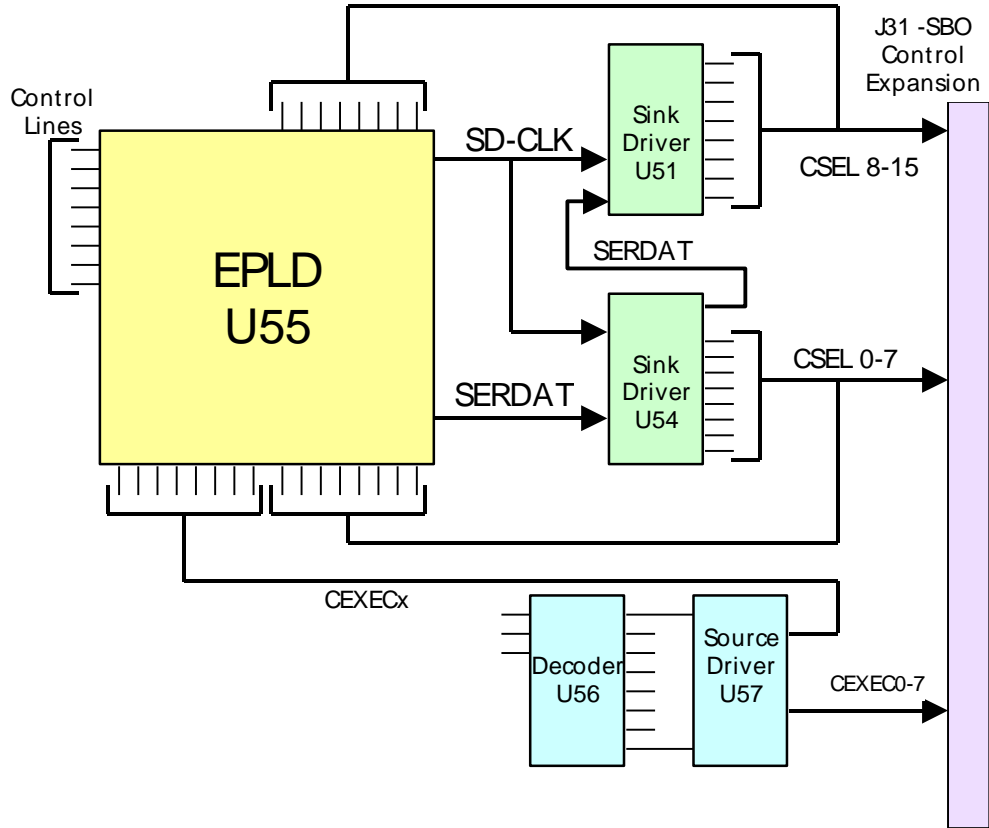 J31 -SBO
Control
Expansion
Control
Lines
SD-CLK
Sink
Driver
U51
CSEL 8-15
SERDAT
EPLD
U55
CSEL 0-7
Sink
Driver
U54
SERDAT
CEXECx
Decoder
U56
Source
Driver
U57
CEXEC0-7